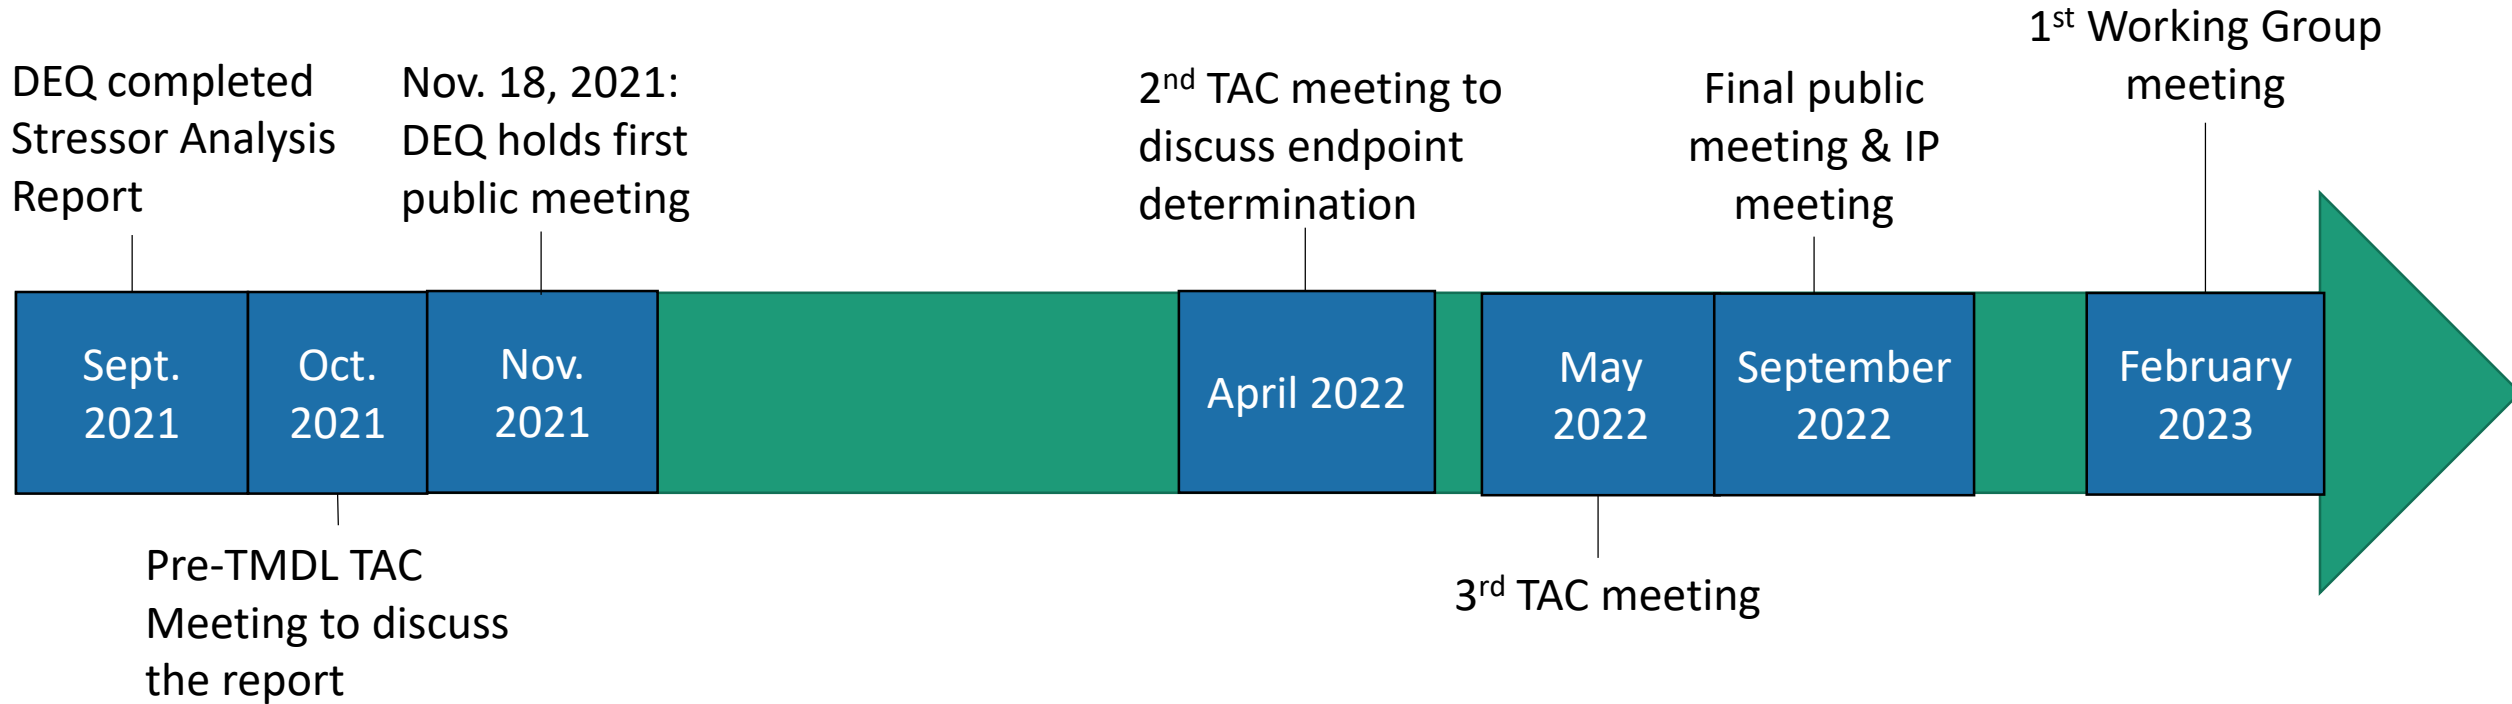 DEQ completed
Stressor Analysis
Report
Nov. 18, 2021:
DEQ holds first
public meeting
2nd TAC meeting to
discuss endpoint
determination
Final public
meeting & IP
meeting
1st Working Group
meeting
Sept.
2021
Oct.
2021
Nov.
2021
April 2022
May
2022
September
2022
February
2023
Pre-TMDL TAC
Meeting to discuss
the report
3rd TAC meeting